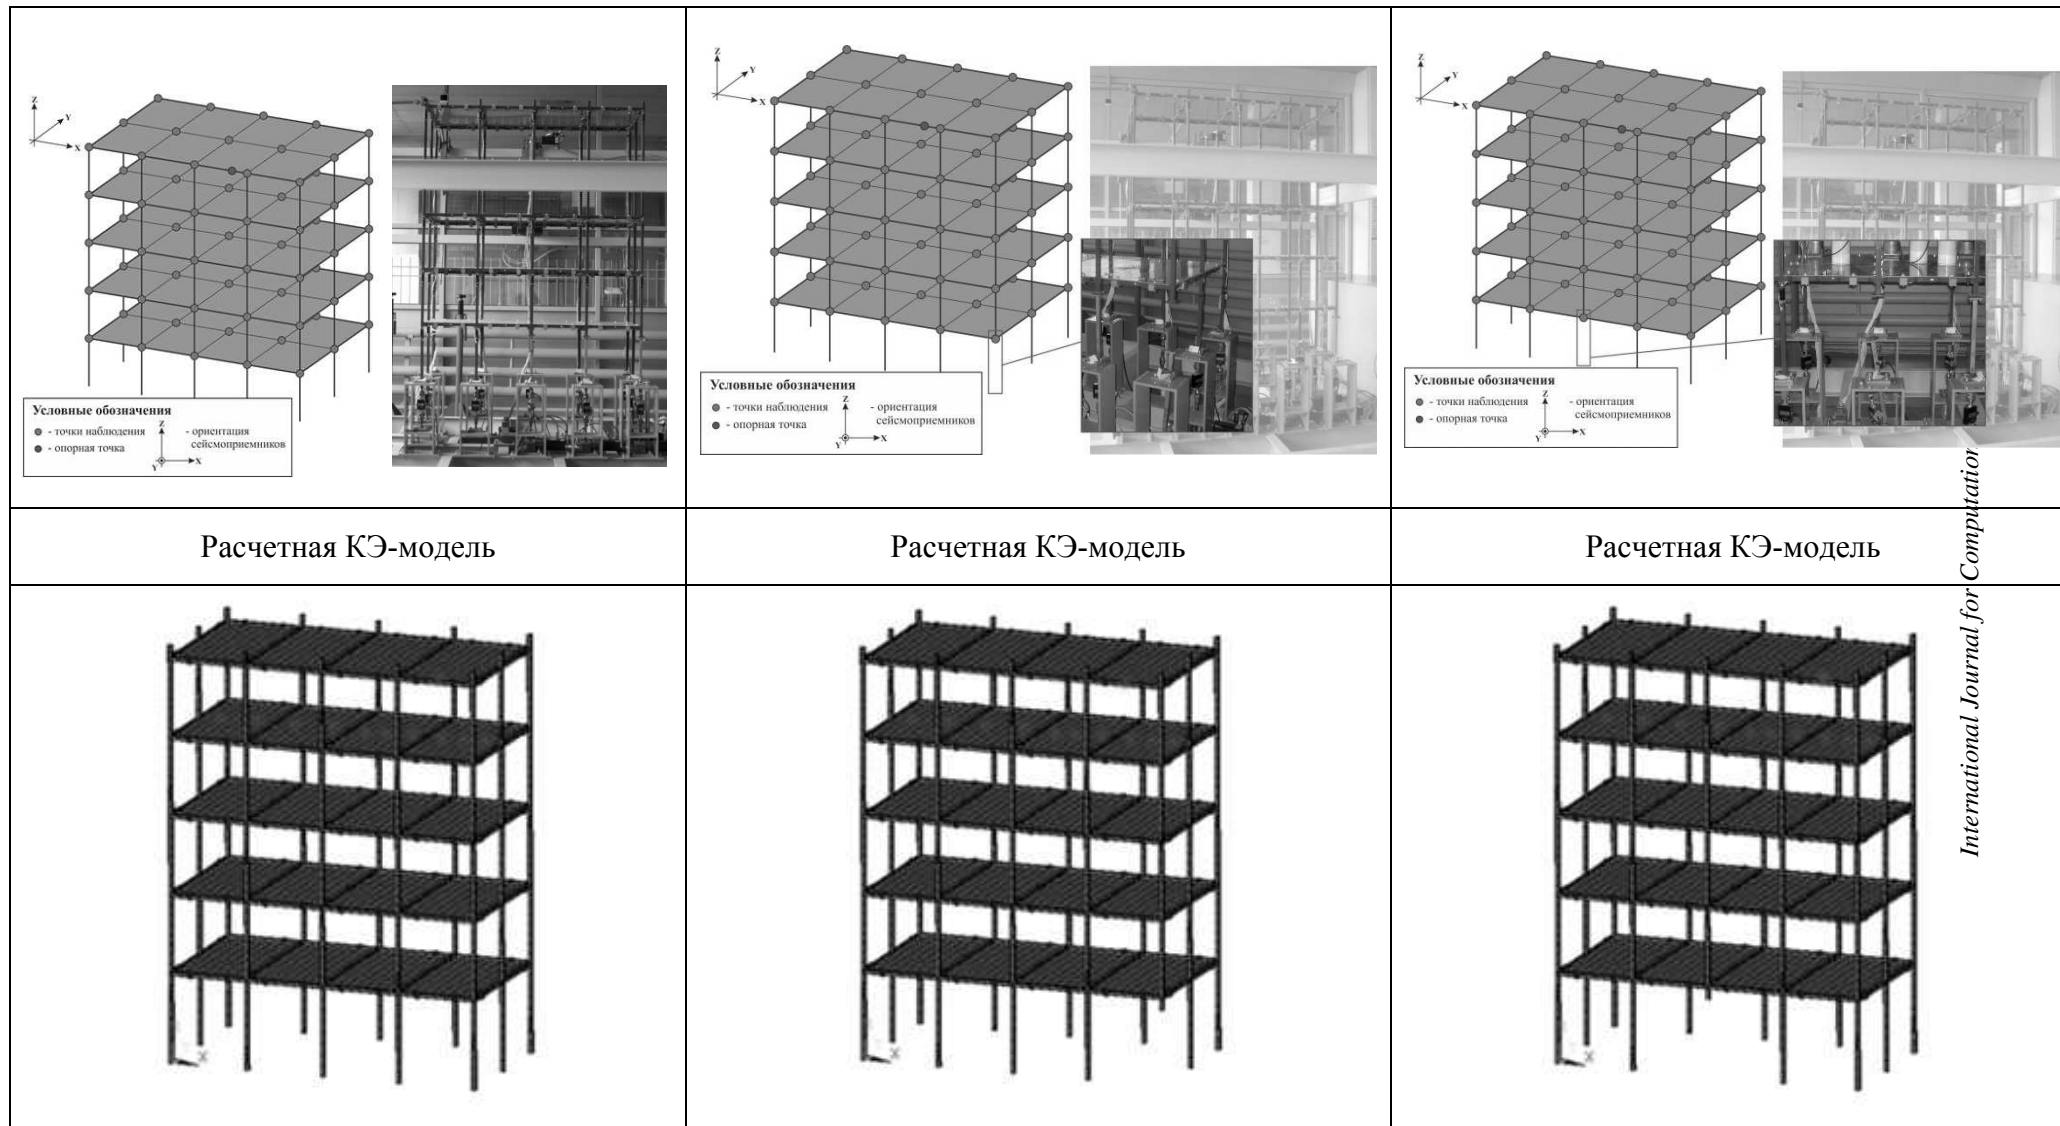 Z
Y
X
Условные обозначения
- точки наблюдения
- опорная точка
Z
Y
X
- ориентация
сейсмоприемников
Z
Y
X
Условные обозначения
- точки наблюдения
- опорная точка
Z
Y
X
- ориентация
сейсмоприемников
Z
Y
X
Условные обозначения
- точки наблюдения
- опорная точка
Z
Y
X
- ориентация
сейсмоприемников
Расчетная КЭ-модель
Расчетная КЭ-модель
Расчетная КЭ-модель
International Journal for Computation
X
X
X